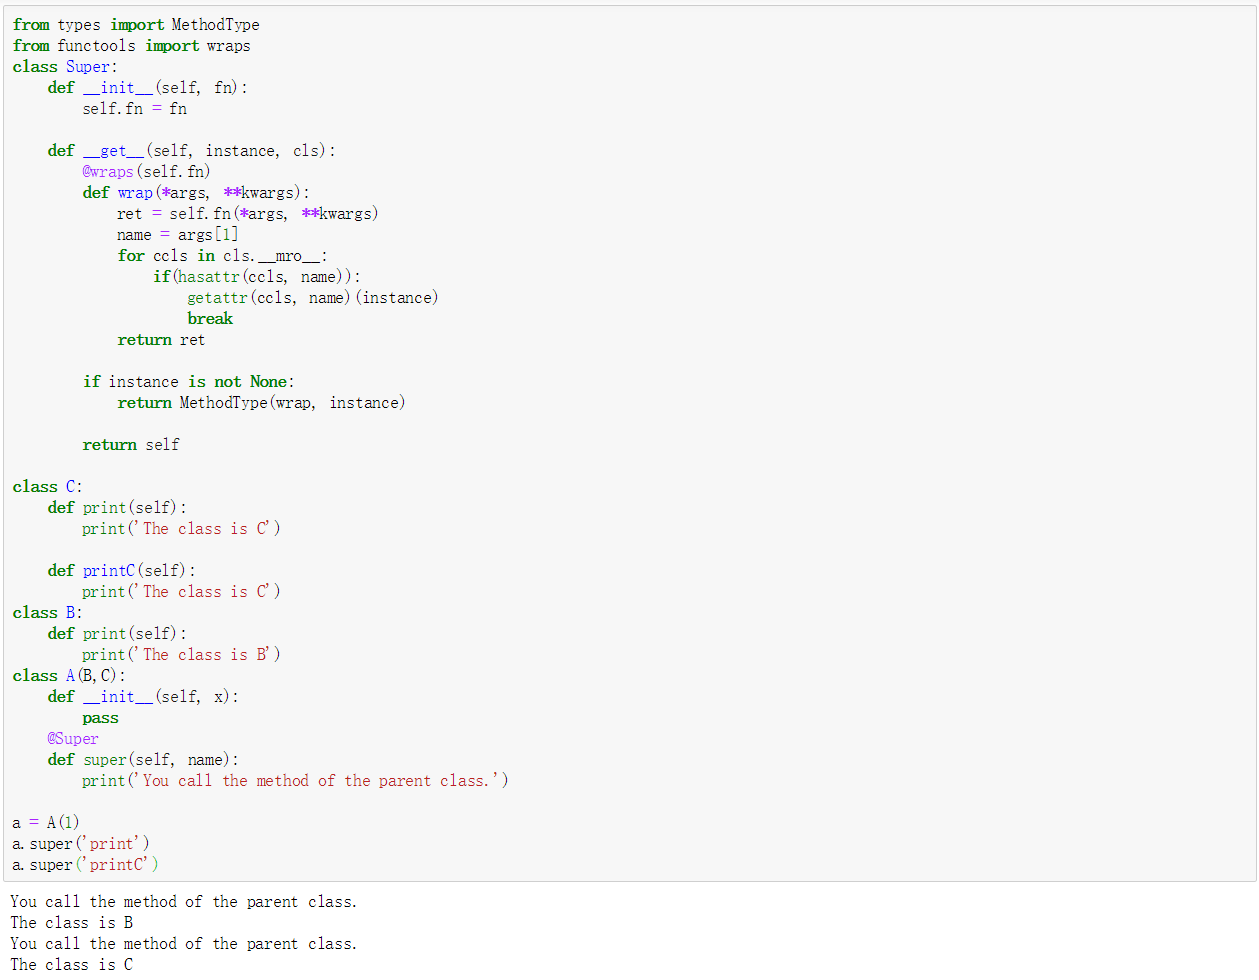 from types import MethodType
from functools import wraps
class Super:
    def __init__(self, fn):
        self.fn = fn

    def __get__(self, instance, cls):
        @wraps(self.fn)
        def wrap(*args, **kwargs):
            ret = self.fn(*args, **kwargs)
            name = args[1]
            for ccls in cls.__mro__:
                if(hasattr(ccls, name)):
                    getattr(ccls, name)(instance)
                    break
            return ret

        if instance is not None:
            return MethodType(wrap, instance)

        return self

class C:
    def print(self):
        print('The class is C')

    def printC(self):
        print('The class is C')
class B:
    def print(self):
        print('The class is B')
class A(B,C):
    def __init__(self, x):
        pass
    @Super
    def super(self, name):
        print('You call the method of the parent class.')

a = A(1)
a.super('print')
a.super('printC')
You call the method of the parent class.
The class is B
You call the method of the parent class.
The class is C